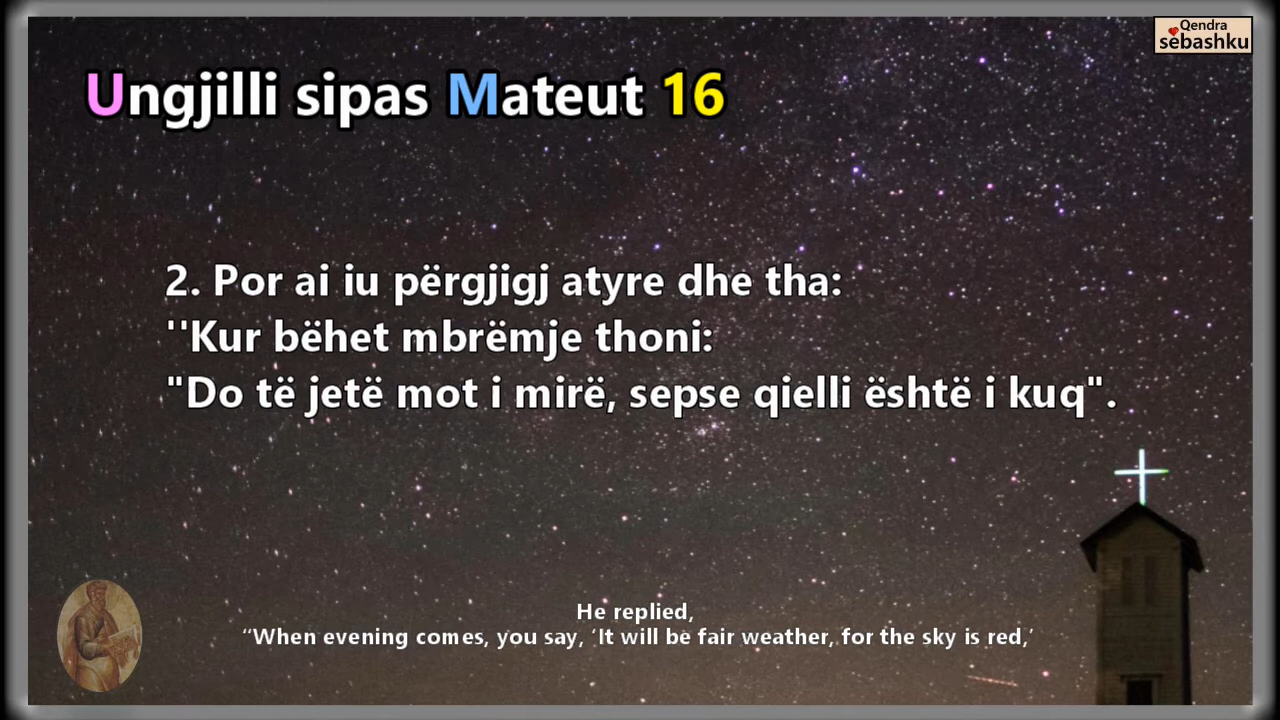 Qendra
sebashku
Ungjilli sipas Mateut 16
2. Por ai iu përgjigj atyre dhe tha:
''Kur bëhet mbrëmje thoni:
"Do të jetë mot i mirë, sepse qielli është i kuq".
He replied,
“When evening comes, you say, ‘It will be fair weather, for the sky is red,’